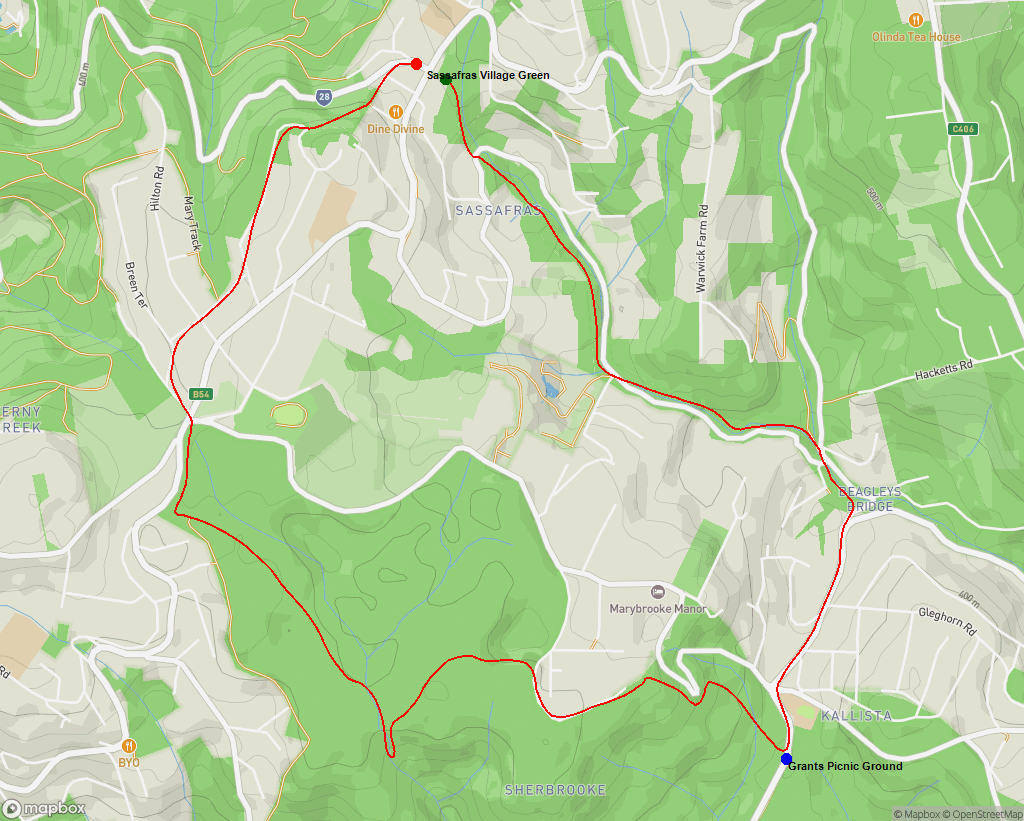 Olinda Tea House
400 m
28
Sassafras Village Green
Dine Divine
C406
Hilton Rd
Mary Track
500 m
SASSAFRAS
Warwick Farm Rd
Breen Ter
Hacketts Rd
B54
ERNY
REEK
BEAGLEYS
BRIDGE
Marybrooke Manor
400 m
Gleghorn Rd
Rd
KALLISTA
BYO
Grants Picnic Ground
SHERBROOKE
mapbox
© Mapbox © OpenStreetMap